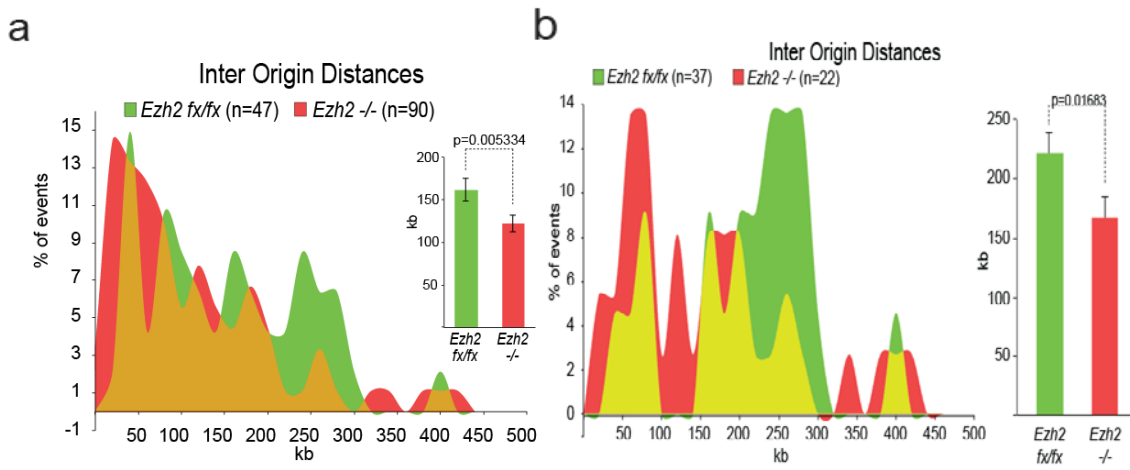 a
Inter Origin Distances
Ezh2 fx/fx (n=47) Ezh2 -/- (n=90)
% of events
15
13
11
9
7
5
3
1
-1
50 100 150 200 250 300 350 400 450 500
kb
p=0.005334
kb
200
50
150
100
50
Ezh2 fx/fx
Ezh2 -/-
b
Inter Origin Distances
Ezh2 fx/fx (n=37) Ezh2 -/- (n=22)
% of events
14
12
10
8
6
4
2
0
50 100 150 200 250 300 350 400 450 500
kb
p=0.01683
kb
250
200
150
100
50
Ezh2 fx/fx
Ezh2 -/-